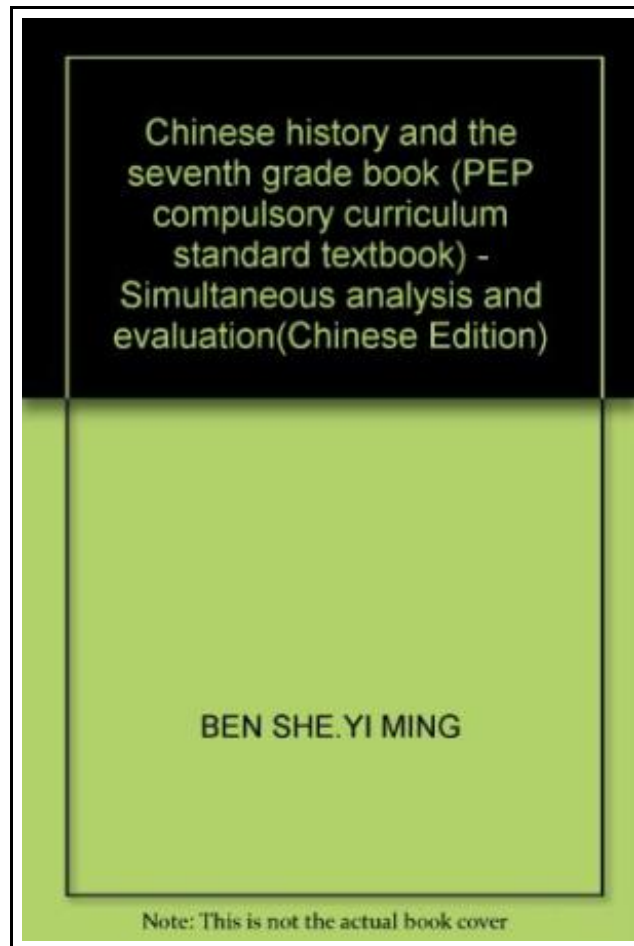 Chinese history and the
seventh grade book (PEP
compulsory curriculum
standard textbook) -
Simultaneous analysis and
evaluation(Chinese Edition)
BEN SHE.YI MING
Note: This is not the actual book cover